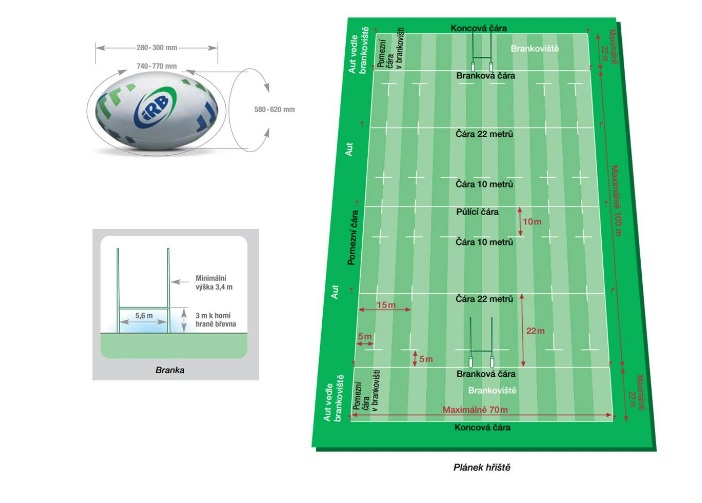 280-300 mm
740-770 mm
580-620 mm
IRB
Minimální
výška 3,4 m
5,6 m
3 m k horní
hraně břevna
Branka
Koncová čára
Aut vedle
brankoviště
Pomezní
čára
v brankovišti
Brankoviště
Maximálně
22 m
Branková čára
Čára 22 metrů
Aut
Maximálně 100 m
Čára 10 metrů
Půlící čára
10 m
Pomezní čára
Čára 10 metrů
Aut
Čára 22 metrů
15 m
22 m
5 m
5 m
Branková čára
Aut vedle
brankoviště
Pomezní
čára
v brankovišti
Brankoviště
Maximálně
22 m
Maximálně 70 m
Koncová čára
Plánek hřiště